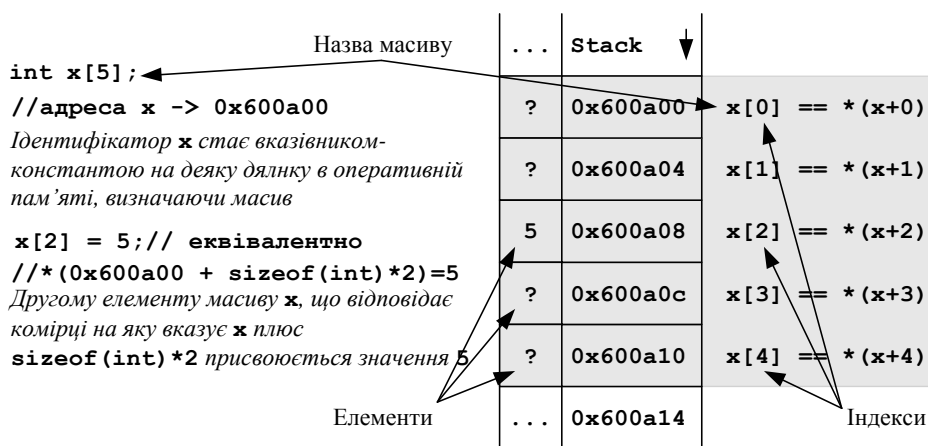 Назва масиву
... Stack
int x[5];
//адреса x -> 0x600a00
Ідентифікатор x стає вказівником-
константою на деяку дялнку в оперативній
пам’яті, визначаючи масив
x[2] = 5;// еквівалентно
//*(0x600a00 + sizeof(int)*2)=5
Другому елементу масиву x, що відповідає
комірці на яку вказує x плюс
sizeof(int)*2 присвоюється значення 5
? 0x600a00 x[0] == *(x+0)
? 0x600a04 x[1] == *(x+1)
5 0x600a08 x[2] == *(x+2)
? 0x600a0c x[3] == *(x+3)
? 0x600a10 x[4] == *(x+4)
... 0x600a14
Елементи
Індекси